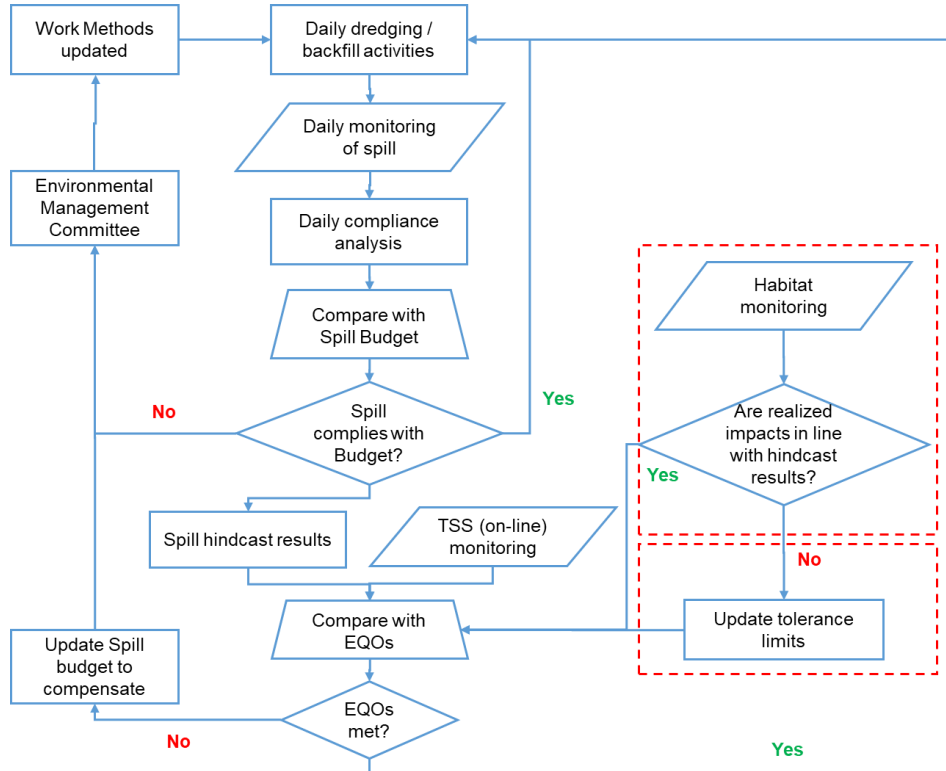 Work Methods
updated
Daily dredging /
backfill activities
Daily monitoring
of spill
Environmental
Management
Committee
Daily compliance
analysis
Compare with
Spill Budget
Habitat
monitoring
No
Yes
Spill
complies with
Budget?
Are realized
impacts in line
with hindcast
results?
Yes
Spill hindcast results
TSS (on-line)
monitoring
No
Compare with
EQOs
Update tolerance
limits
Update Spill
budget to
compensate
EQOs
met?
No
Yes